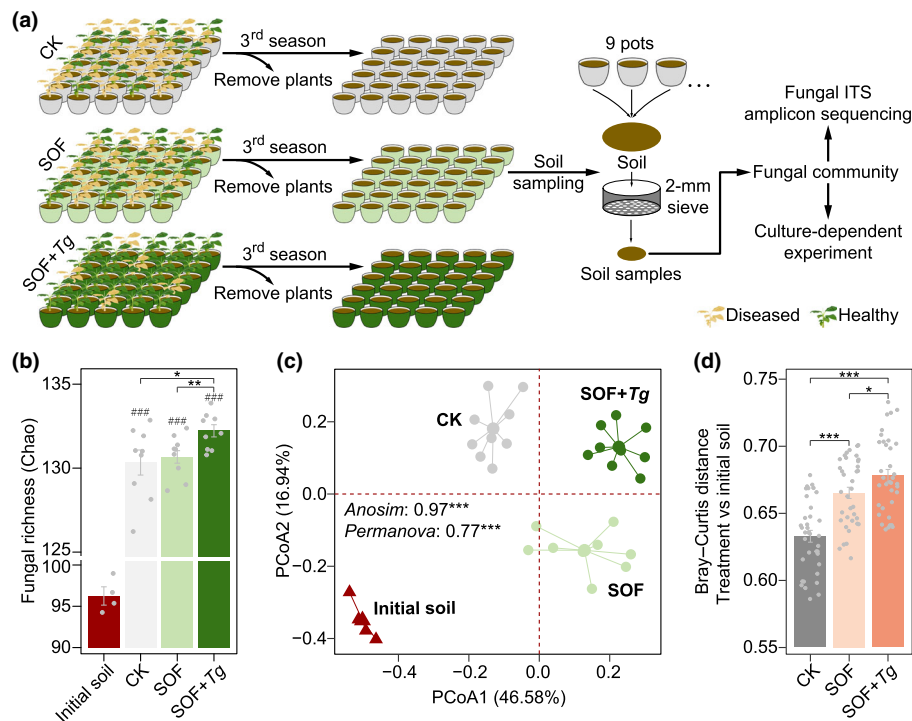 (a)
CK
3rd season
Remove plants
SOF
3rd season
Remove plants
SOF+Tg
3rd season
Remove plants
Soil
sampling
9 pots
...
Soil
2-mm
sieve
Soil samples
Fungal ITS
amplicon sequencing
Fungal community
Culture-dependent
experiment
Diseased
Healthy
(b)
Fungal richness (Chao)
135
130
125
100
95
90
*
**
###
###
###
Initial soil
CK
SOF
SOF+Tg
(c)
PCoA2 (16.94%)
0.2
0.0
−0.2
−0.4
CK
SOF+Tg
Anosim: 0.97***
Permanova: 0.77***
SOF
Initial soil
−0.4
−0.2
0.0
0.2
PCoA1 (46.58%)
(d)
Bray–Curtis distance
Treatment vs initial soil
0.75
0.70
0.65
0.60
0.55
***
*
***
CK
SOF
SOF+Tg